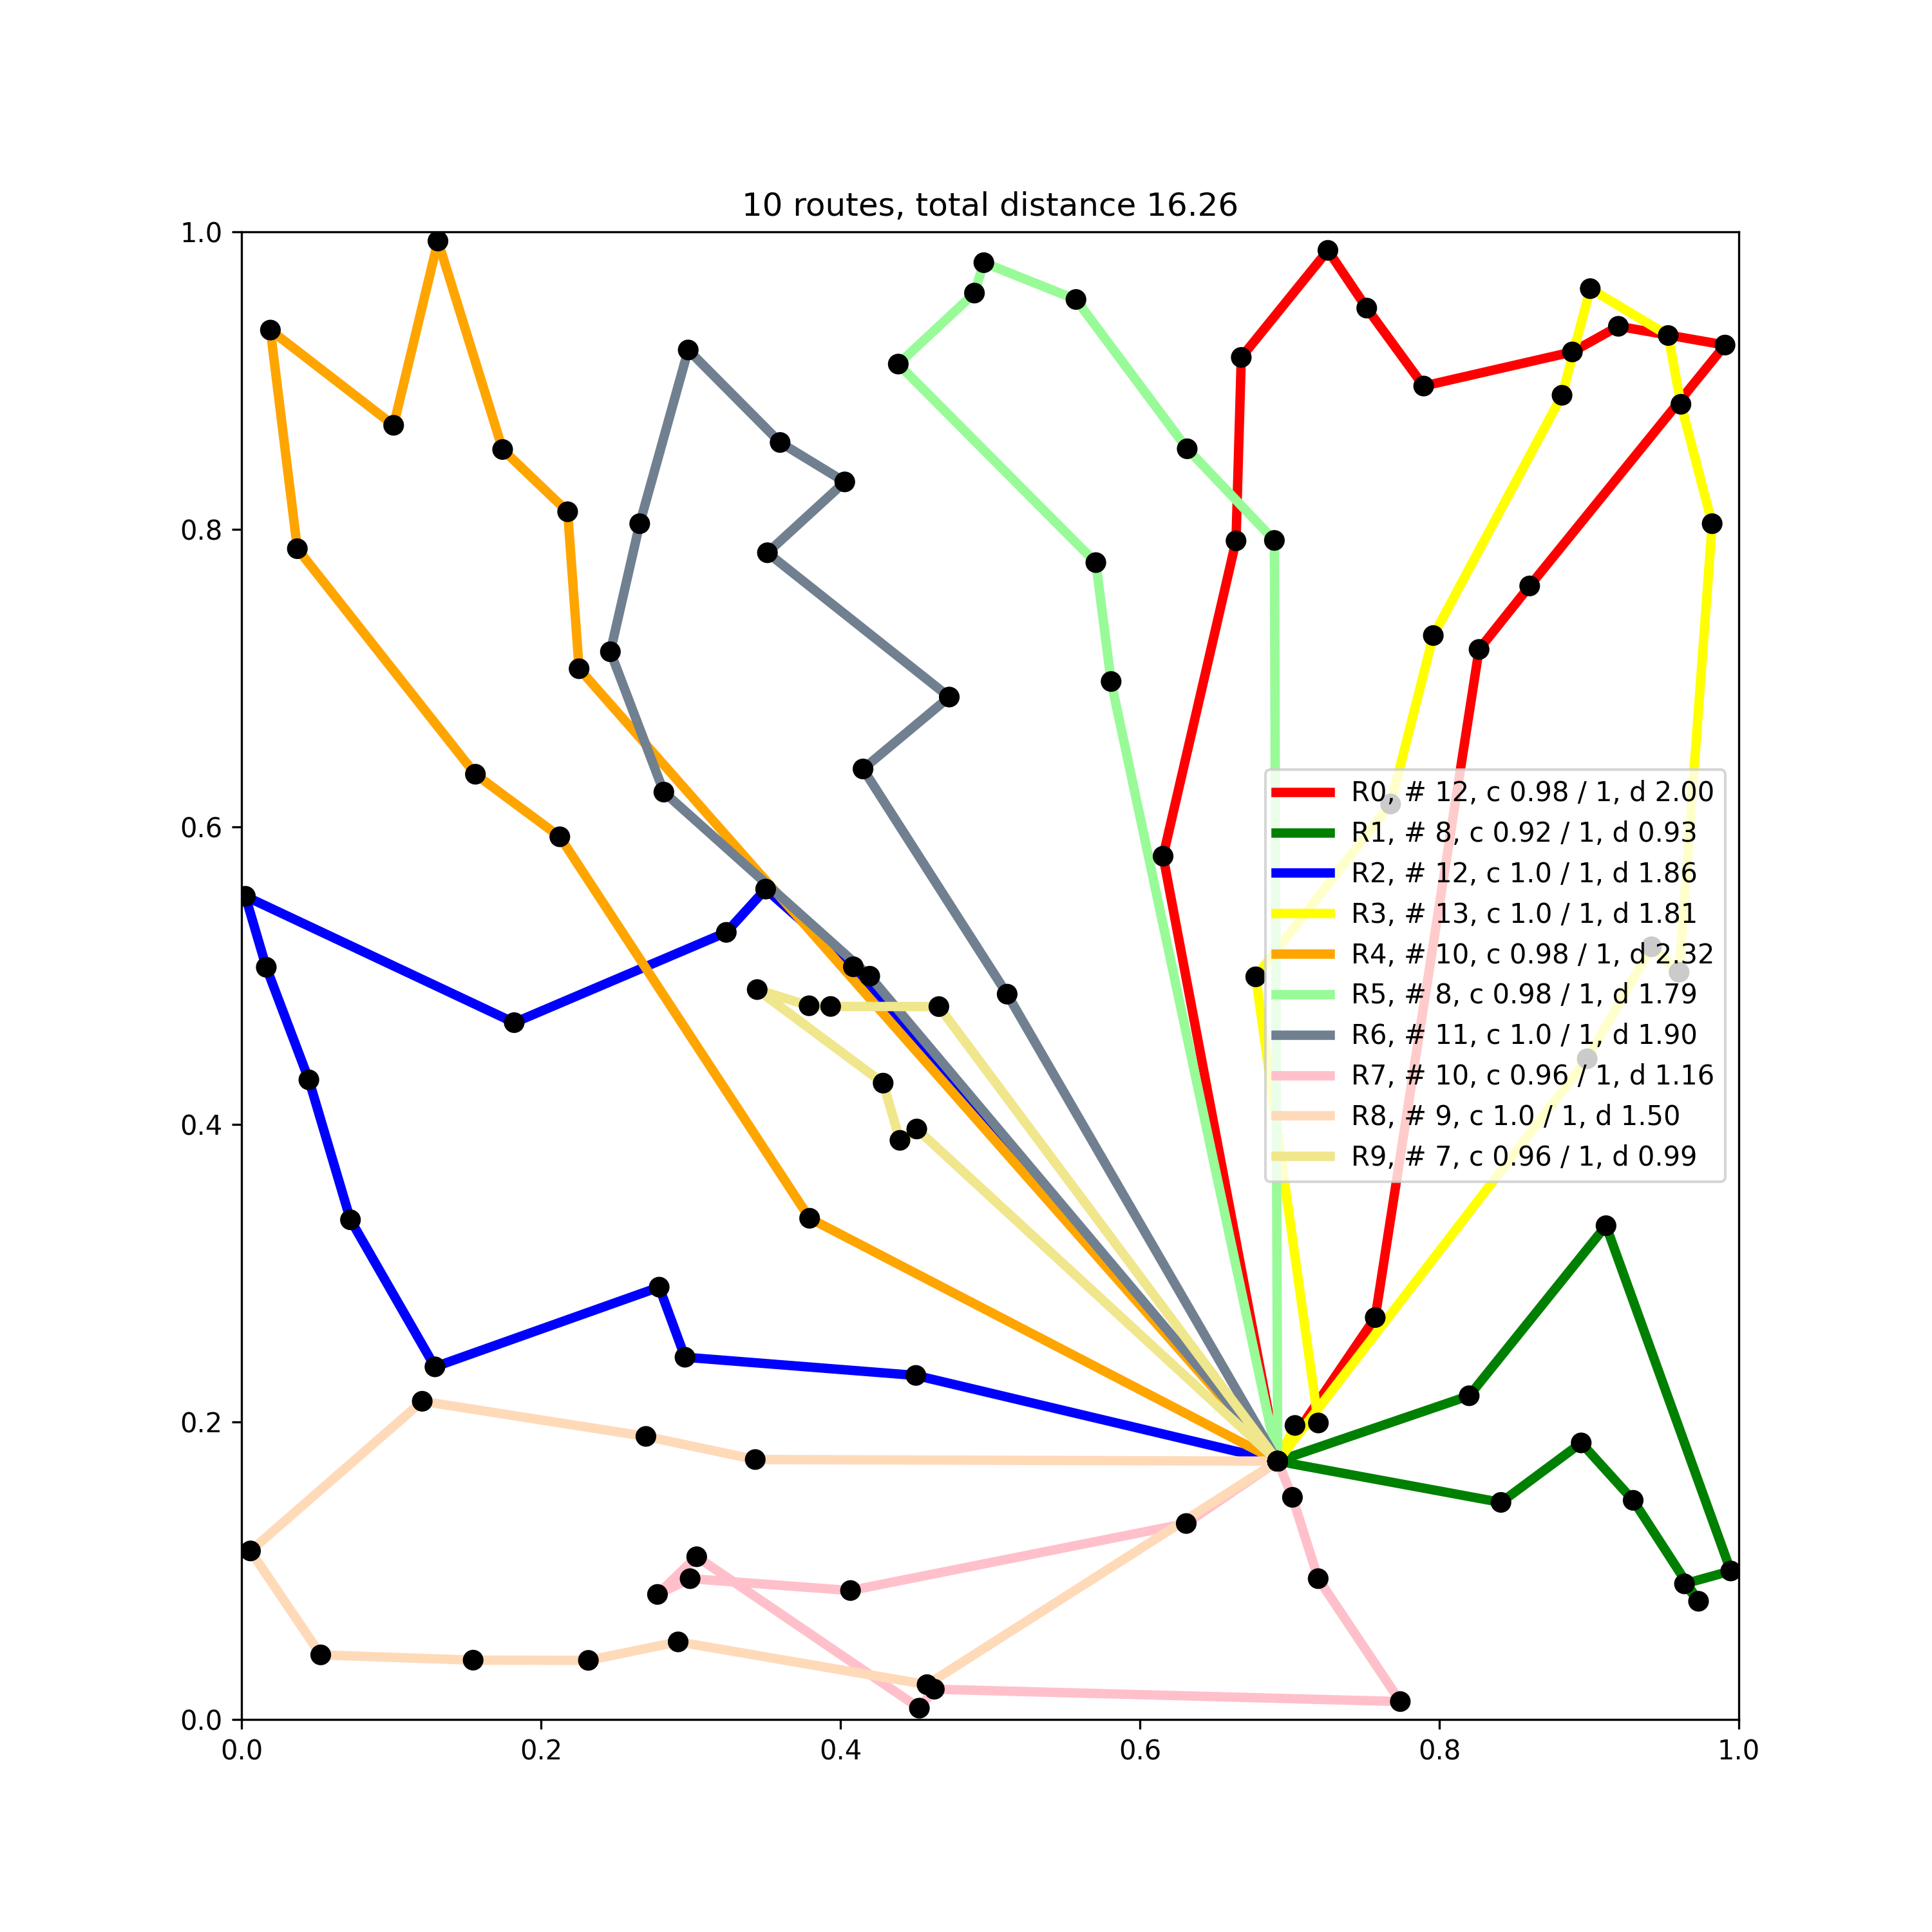 10 routes, total distance 16.26
1.0
0.8
0.6
0.4
0.2
0.0
R0, # 12, c 0.98 / 1, d 2.00
R1, # 8, c 0.92 / 1, d 0.93
R2, # 12, c 1.0 / 1, d 1.86
R3, # 13, c 1.0 / 1, d 1.81
R4, # 10, c 0.98 / 1, d 2.32
R5, # 8, c 0.98 / 1, d 1.79
R6, # 11, c 1.0 / 1, d 1.90
R7, # 10, c 0.96 / 1, d 1.16
R8, # 9, c 1.0 / 1, d 1.50
R9, # 7, c 0.96 / 1, d 0.99
0.0 0.2 0.4 0.6 0.8 1.0